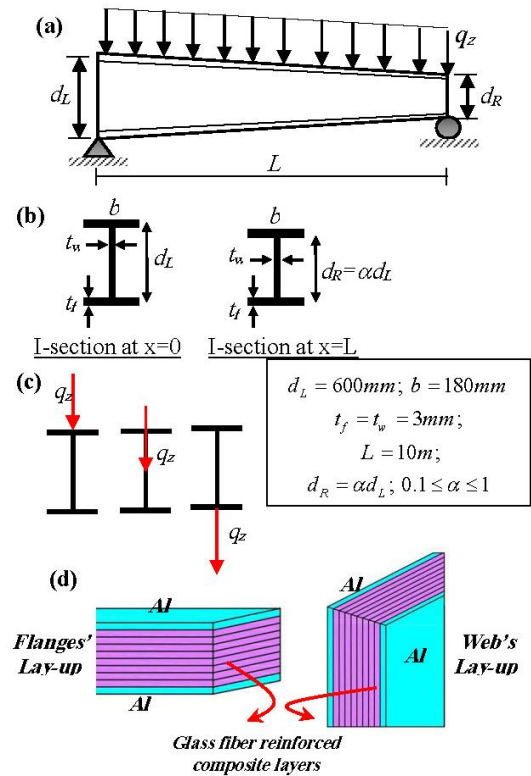 (a)
q_z
d_L
d_R
L
(b)
b
t_w
d_L
t_f
I-section at x=0
b
t_w
d_R=αd_L
t_f
I-section at x=L
d_L = 600mm; b = 180mm
t_f = t_w = 3mm;
L = 10m;
d_R = αd_L; 0.1 ≤ α ≤ 1
(c)
q_z
q_z
q_z
(d)
Al
Flanges'
Lay-up
Al
Al
Al
Web's
Lay-up
Glass fiber reinforced
composite layers